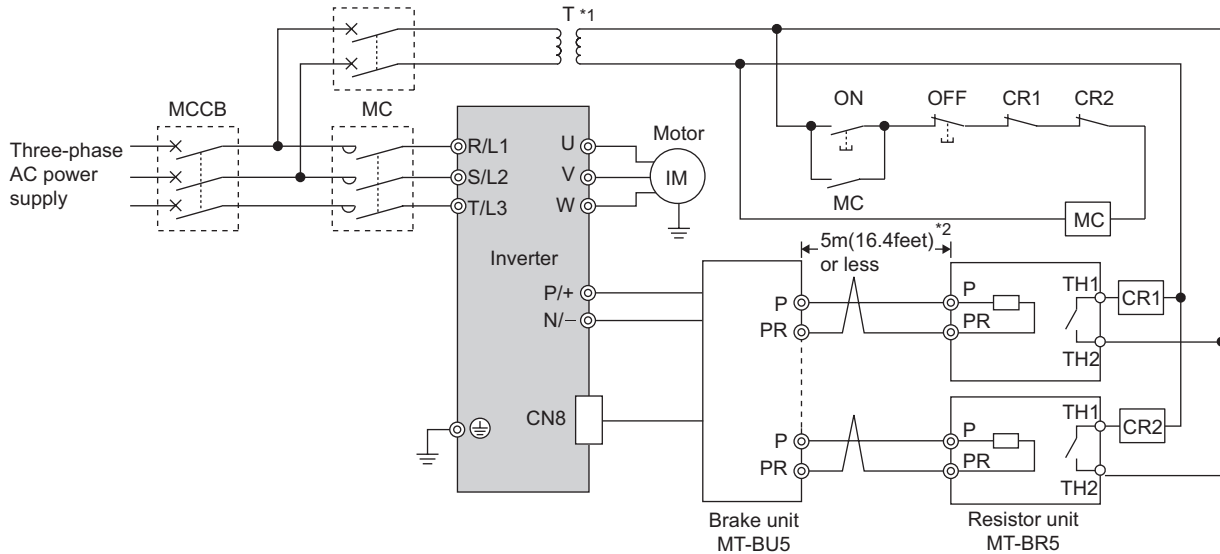 T *1
MCCB
MC
ON
OFF
CR1
CR2
Three-phase
AC power
supply
R/L1
S/L2
T/L3
U
V
W
Motor
IM
MC
MC
Inverter
5m(16.4feet)*2
or less
P/+
N/−
P
PR
P
PR
TH1
TH2
CR1
CN8
P
PR
P
PR
TH1
TH2
CR2
Brake unit
MT-BU5
Resistor unit
MT-BR5